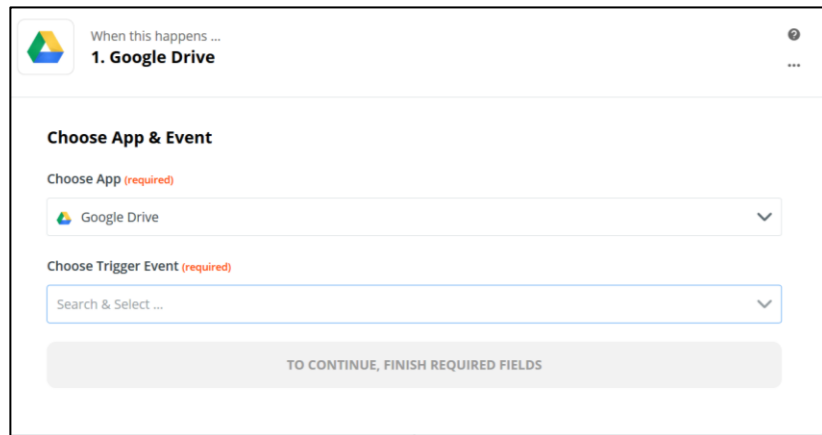 When this happens ...
1. Google Drive
Choose App & Event
Choose App (required)
Google Drive
Choose Trigger Event (required)
Search & Select ...
TO CONTINUE, FINISH REQUIRED FIELDS